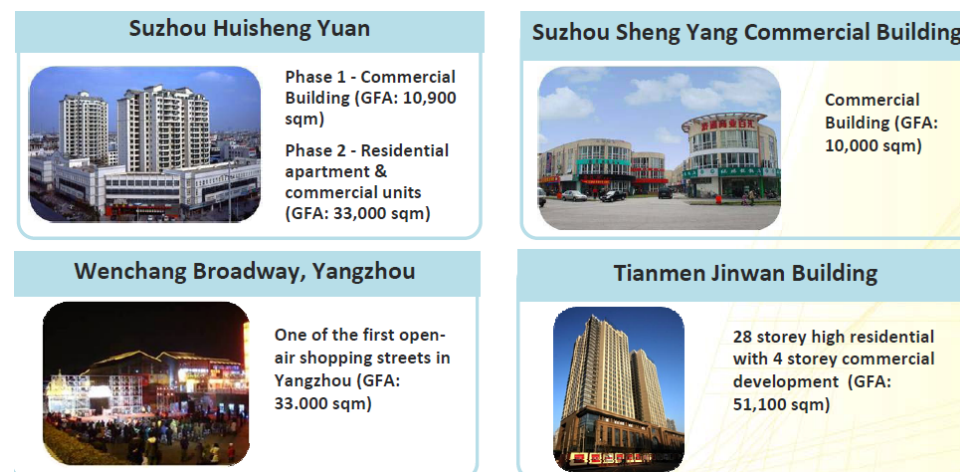 Suzhou Huisheng Yuan
Phase 1 - Commercial
Building (GFA: 10,900
sqm)
Phase 2 - Residential
apartment &
commercial units
(GFA: 33,000 sqm)
Suzhou Sheng Yang Commercial Building
Commercial
Building (GFA:
10,000 sqm)
Wenchang Broadway, Yangzhou
One of the first open-
air shopping streets in
Yangzhou (GFA:
33.000 sqm)
Tianmen Jinwan Building
28 storey high residential
with 4 storey commercial
development (GFA:
51,100 sqm)